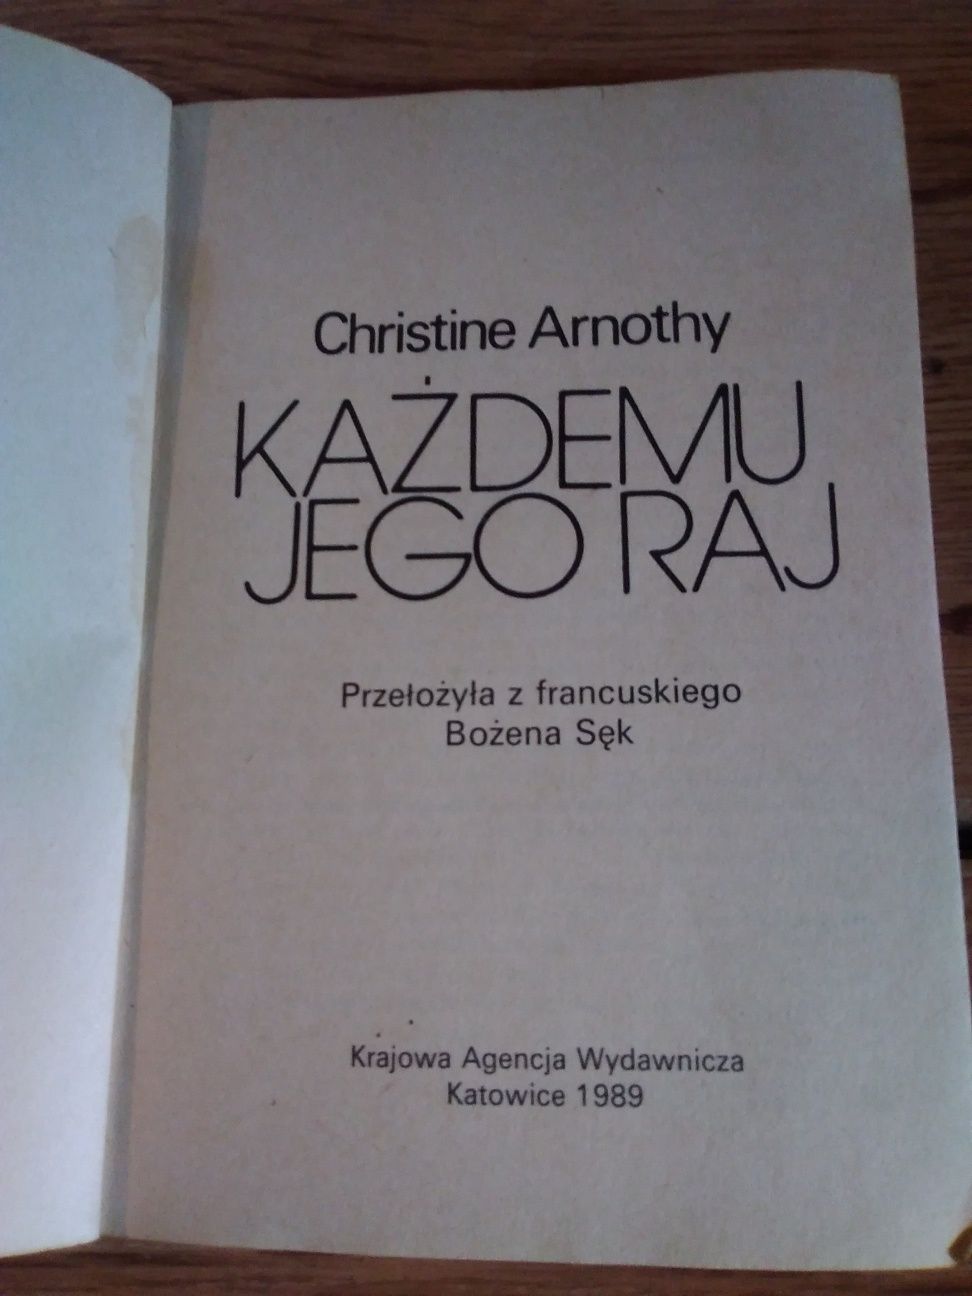 Christine Arnothy
KAŻDEMU
JEGO RAJ
Przełożyła z francuskiego
Bożena Sęk
Krajowa Agencja Wydawnicza
Katowice 1989